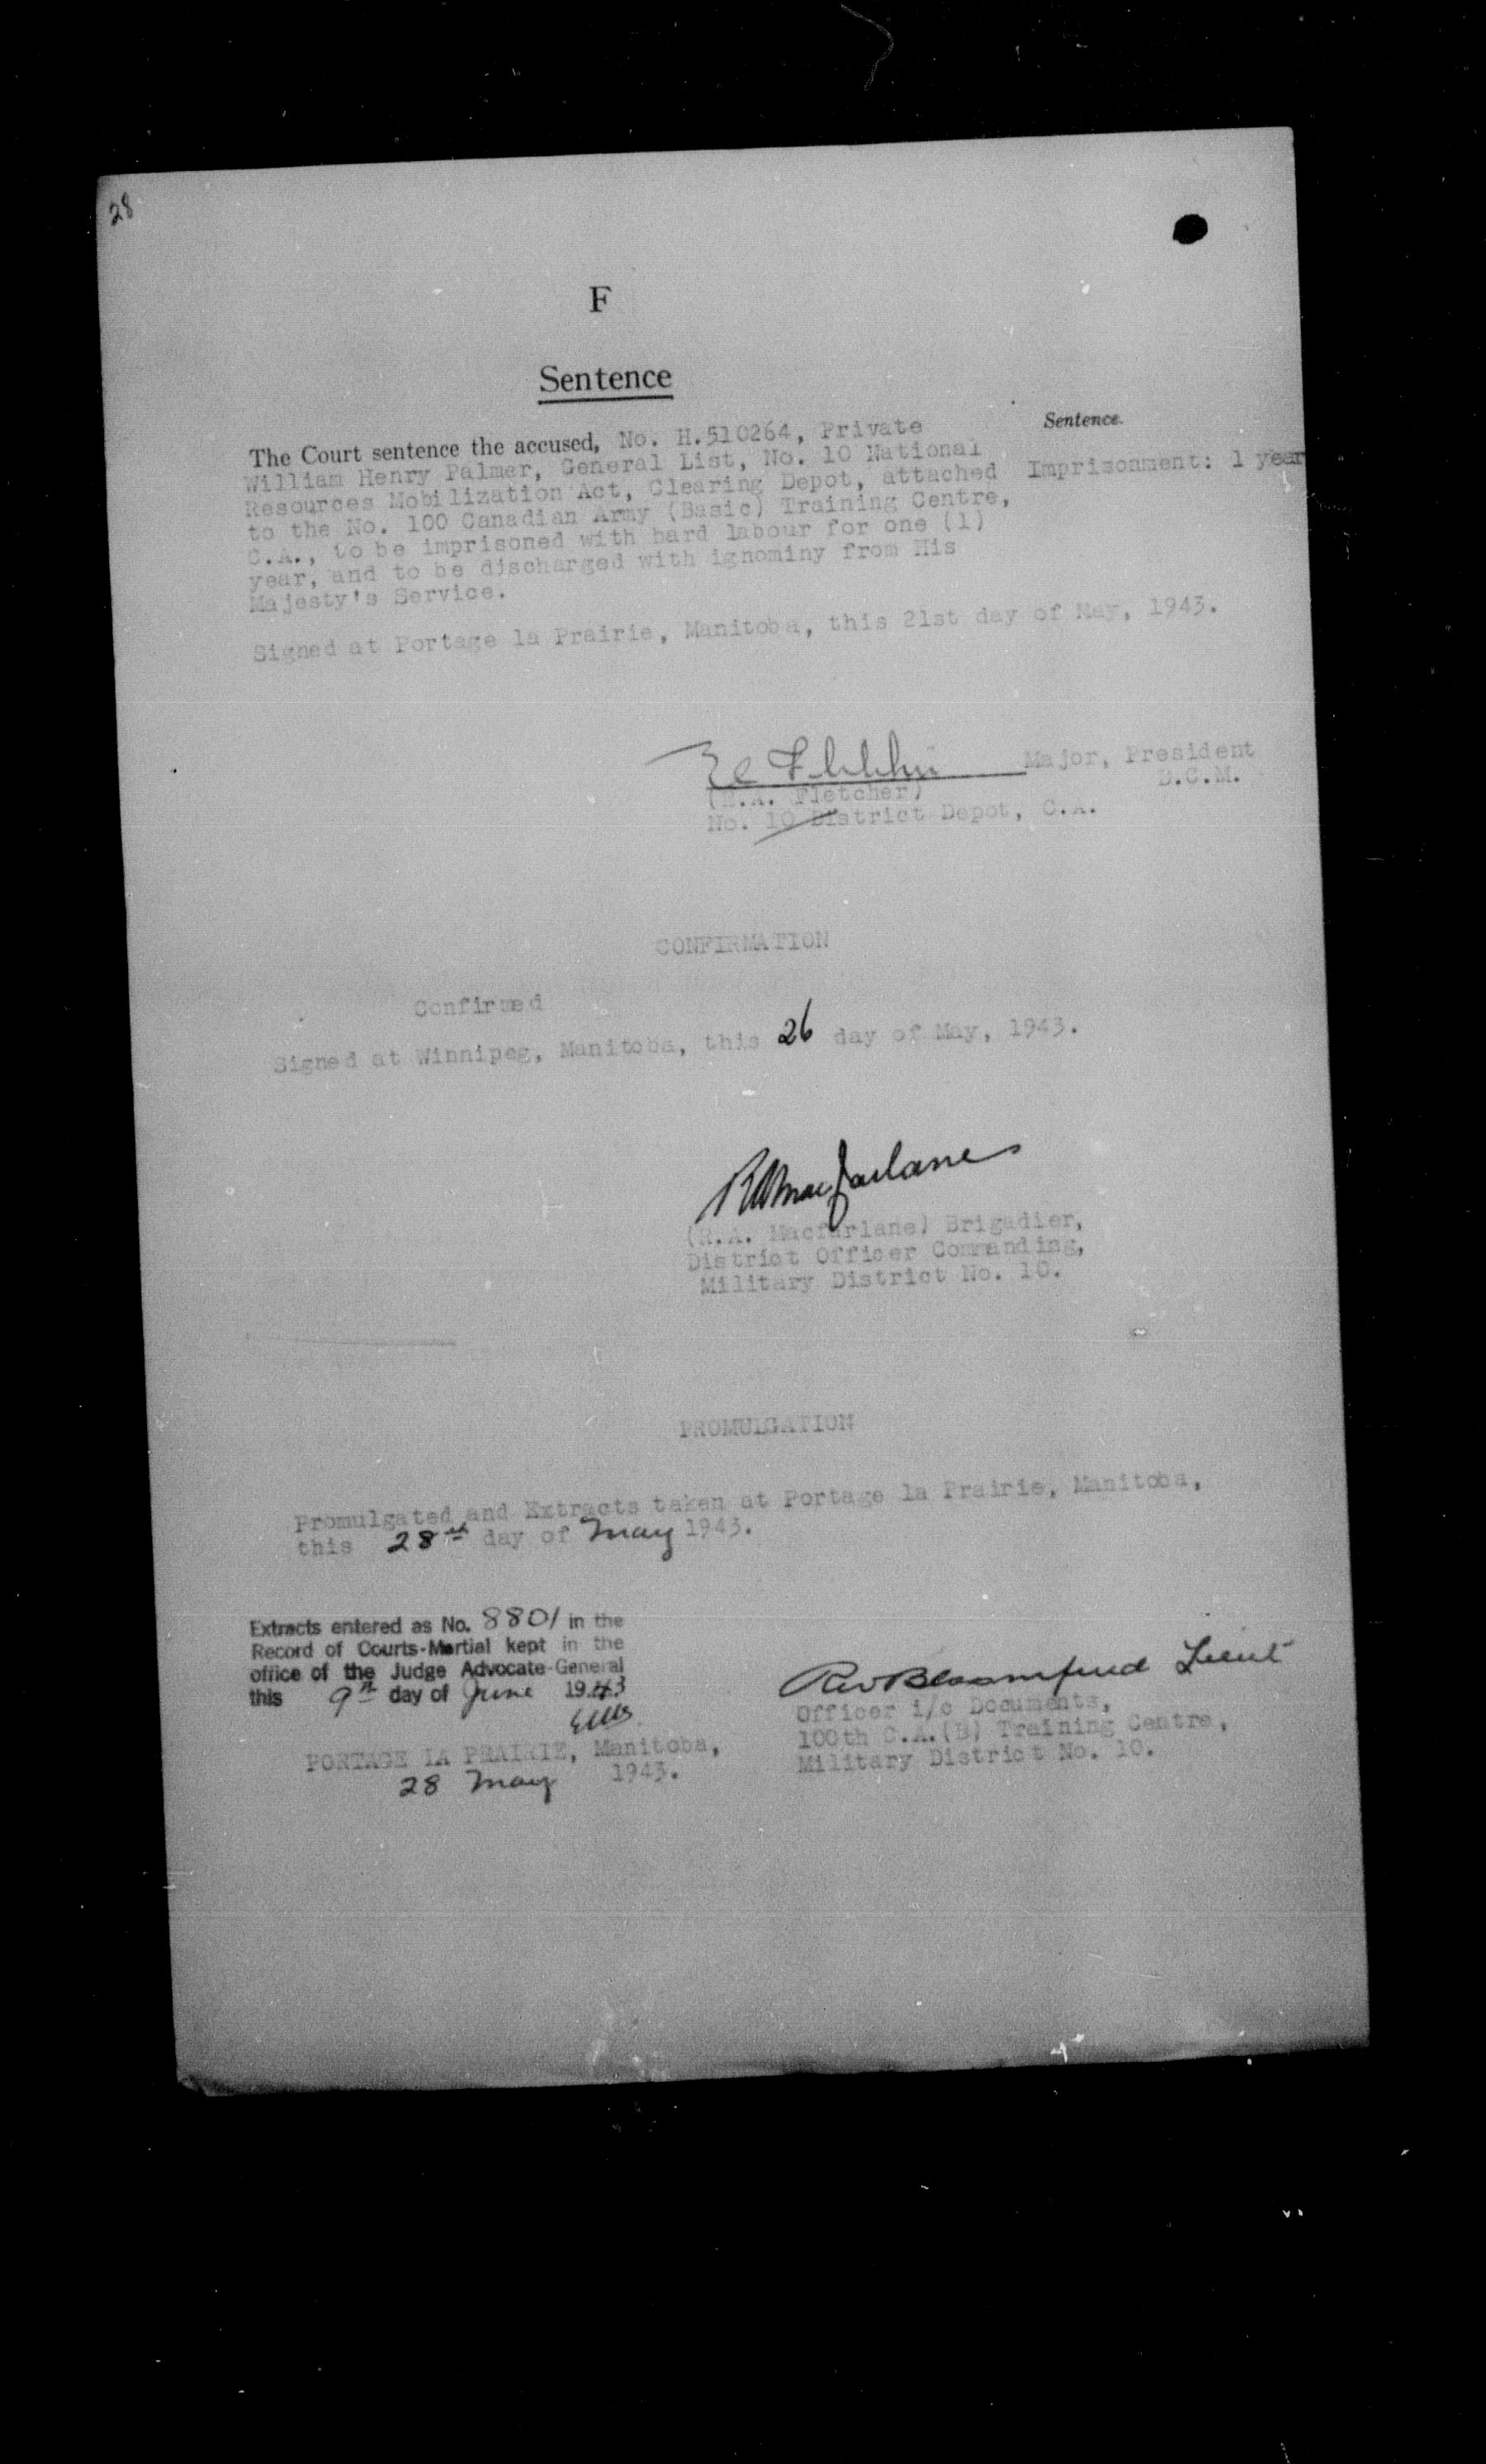 28
F
Sentence
The Court sentence the accused, No. H.510264, Private
William Henry Palmer, General List, No. 10 National
Resources Mobilization Act, Clearing Depot, attached
to the No. 100 Canadian Army (Basic) Training Centre,
C.A., to be imprisoned with hard labour for one (1)
year, and to be discharged with ignominy from His
Majesty's Service.
Sentence.
Imprisonment: 1 year
Signed at Portage la Prairie, Manitoba, this 21st day of May, 1943.
Major, President
D.C.M.
Fletcher)
No. 10 District Depot, C.A.
CONFIRMATION
Confirmed
Signed at Winnipeg, Manitoba, this 26 day of May, 1943.
RAMacfarlane
(R.A. Macfarlane) Brigadier,
District Officer Commanding,
Military District No. 10.
PROMULGATION
Promulgated and Extracts taken at Portage la Prairie, Manitoba,
this 28th day of May 1943.
Extracts entered as No. 8801 in the
Record of Courts-Martial kept in the
office of the Judge Advocate-General
this 9th day of June 1943
PORTAGE LA PRAIRIE, Manitoba,
28 May 1943.
Lieut
Officer i/c Documents,
100th C.A.(B) Training Centre,
Military District No. 10.